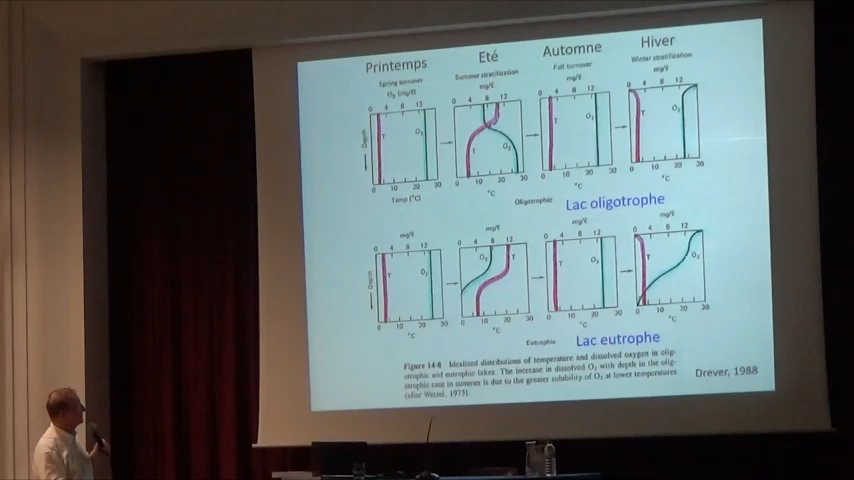 Printemps Eté Automne Hiver
Spring turnover Summer stratification Fall turnover Winter stratification
O₂ (mg/ℓ) mg/ℓ mg/ℓ mg/ℓ
0 4 8 12 0 4 8 12 0 4 8 12 0 4 8 12
Depth T O₂ T O₂ T O₂ T O₂
0 10 20 30 0 10 20 30 0 10 20 30 0 10 20 30
Temp (°C) °C °C °C
Oligotrophic Lac oligotrophe
mg/ℓ mg/ℓ mg/ℓ mg/ℓ
0 4 8 12 0 4 8 12 0 4 8 12 0 4 8 12
Depth T O₂ O₂ T T O₂ T O₂
0 10 20 30 0 10 20 30 0 10 20 30 0 10 20 30
°C °C °C °C
Eutrophic Lac eutrophe
Figure 14-8 Idealized distributions of temperature and dissolved oxygen in olig-
otrophic and eutrophic lakes. The increase in dissolved O₂ with depth in the olig-
otrophic case in summer is due to the greater solubility of O₂ at lower temperatures
(after Wetzel, 1975).
Drever, 1988